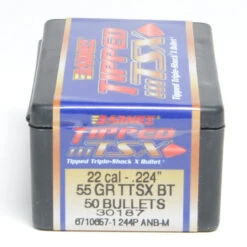 BARNES
TIPPED
TSX
Tipped Triple-Shock X Bullet
BARNES
TIPPED
TSX
Tipped Triple-Shock X Bullet
22 cal - .224"
55 GR TTSX BT
50 BULLETS
30187
6710657-1 244P ANB-M